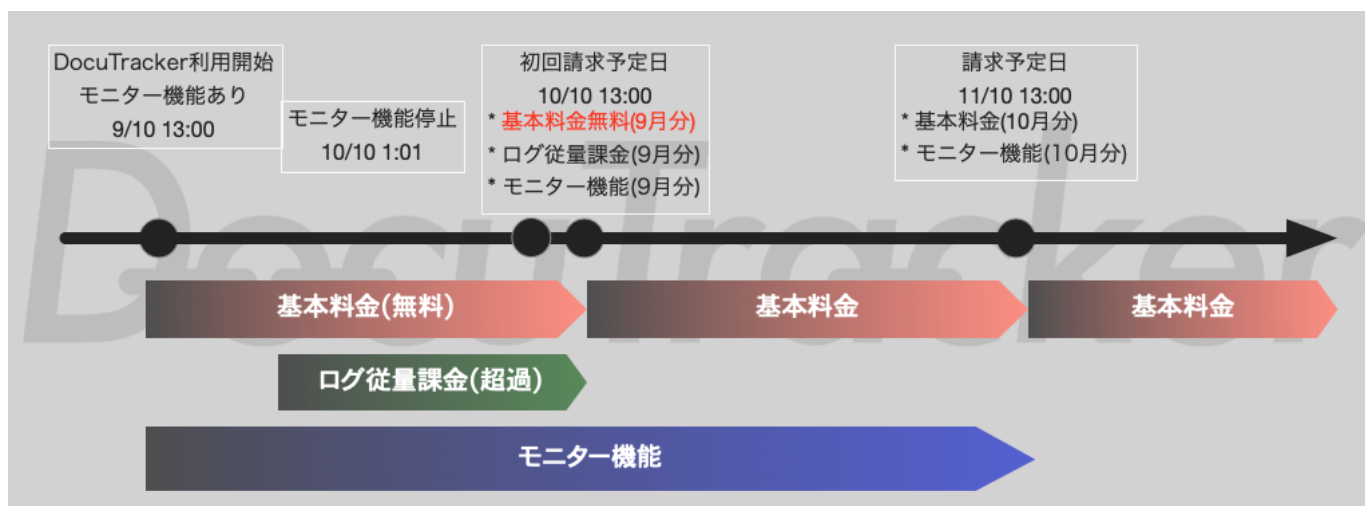 DocuTracker利用開始
モニター機能あり
9/10 13:00
モニター機能停止
10/10 1:01
初回請求予定日
10/10 13:00
* 基本料金無料(9月分)
* ログ従量課金(9月分)
* モニター機能(9月分)
請求予定日
11/10 13:00
* 基本料金(10月分)
* モニター機能(10月分)
DocuTracker
基本料金(無料)
基本料金
基本料金
ログ従量課金(超過)
モニター機能